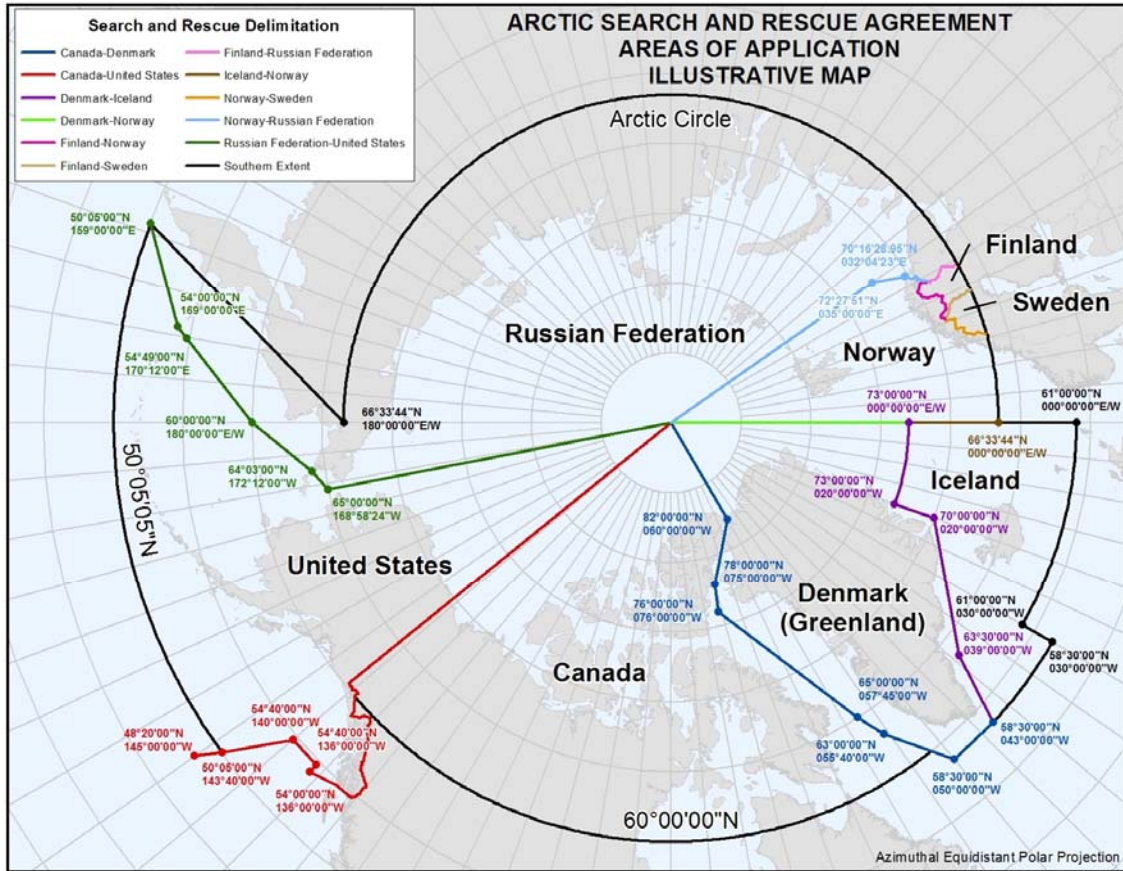 ARCTIC SEARCH AND RESCUE AGREEMENT
AREAS OF APPLICATION
ILLUSTRATIVE MAP
Search and Rescue Delimitation
Canada-Denmark
Canada-United States
Denmark-Iceland
Denmark-Norway
Finland-Norway
Finland-Sweden
Finland-Russian Federation
Iceland-Norway
Norway-Sweden
Norway-Russian Federation
Russian Federation-United States
Southern Extent
Arctic Circle
50°05'00"N
159°00'00"E
54°00'00"N
169°00'00"E
54°49'00"N
170°12'00"E
60°00'00"N
180°00'00"E/W
64°03'00"N
172°12'00"W
65°00'00"N
168°58'24"W
66°33'44"N
180°00'00"E/W
70°16'28.95"N
032°04'23"E
72°27'51"N
035°00'00"E
Finland
Sweden
Norway
Russian Federation
73°00'00"N
000°00'00"E/W
61°00'00"N
000°00'00"E/W
66°33'44"N
000°00'00"E/W
73°00'00"N
020°00'00"W
Iceland
70°00'00"N
020°00'00"W
82°00'00"N
060°00'00"W
78°00'00"N
075°00'00"W
76°00'00"N
076°00'00"W
Denmark
(Greenland)
61°00'00"N
030°00'00"W
58°30'00"N
030°00'00"W
63°30'00"N
039°00'00"W
50°05'05"N
United States
Canada
65°00'00"N
057°45'00"W
63°00'00"N
055°40'00"W
58°30'00"N
043°00'00"W
58°30'00"N
050°00'00"W
48°20'00"N
145°00'00"W
50°05'00"N
143°40'00"W
54°40'00"N
140°00'00"W
54°40'00"N
136°00'00"W
54°00'00"N
136°00'00"W
60°00'00"N
Azimuthal Equidistant Polar Projection